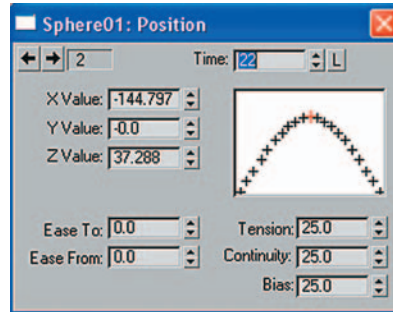 Sphere01: Position
2 Time: 22 L
X Value: -144.797
Y Value: -0.0
Z Value: 37.288
Ease To: 0.0 Tension: 25.0
Ease From: 0.0 Continuity: 25.0
Bias: 25.0